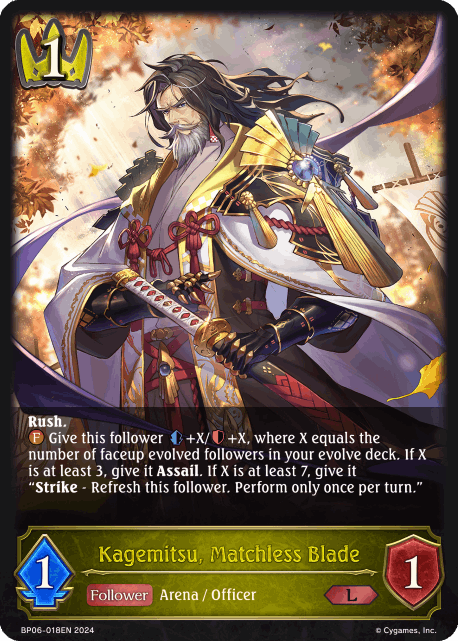 1
Rush.
F Give this follower +X/ +X, where X equals the
number of faceup evolved followers in your evolve deck. If X
is at least 3, give it Assail. If X is at least 7, give it
“Strike - Refresh this follower. Perform only once per turn.”
Kagemitsu, Matchless Blade
1 Follower Arena / Officer L 1
BP06-018EN 2024 © Cygames, Inc.